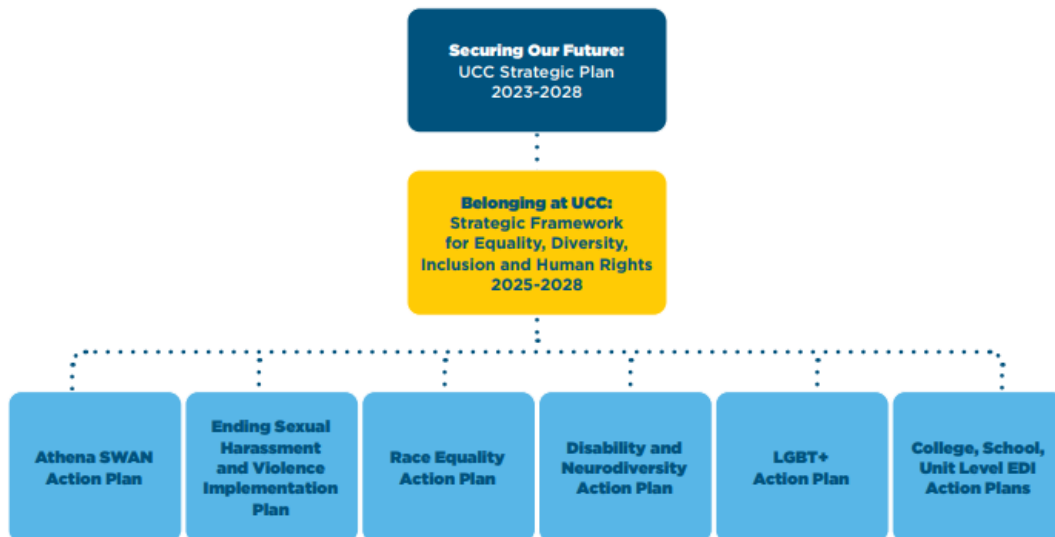 Securing Our Future:
UCC Strategic Plan
2023-2028
Belonging at UCC:
Strategic Framework
for Equality, Diversity,
Inclusion and Human Rights
2025-2028
Athena SWAN
Action Plan
Ending Sexual
Harassment
and Violence
Implementation
Plan
Race Equality
Action Plan
Disability and
Neurodiversity
Action Plan
LGBT+
Action Plan
College, School,
Unit Level EDI
Action Plans